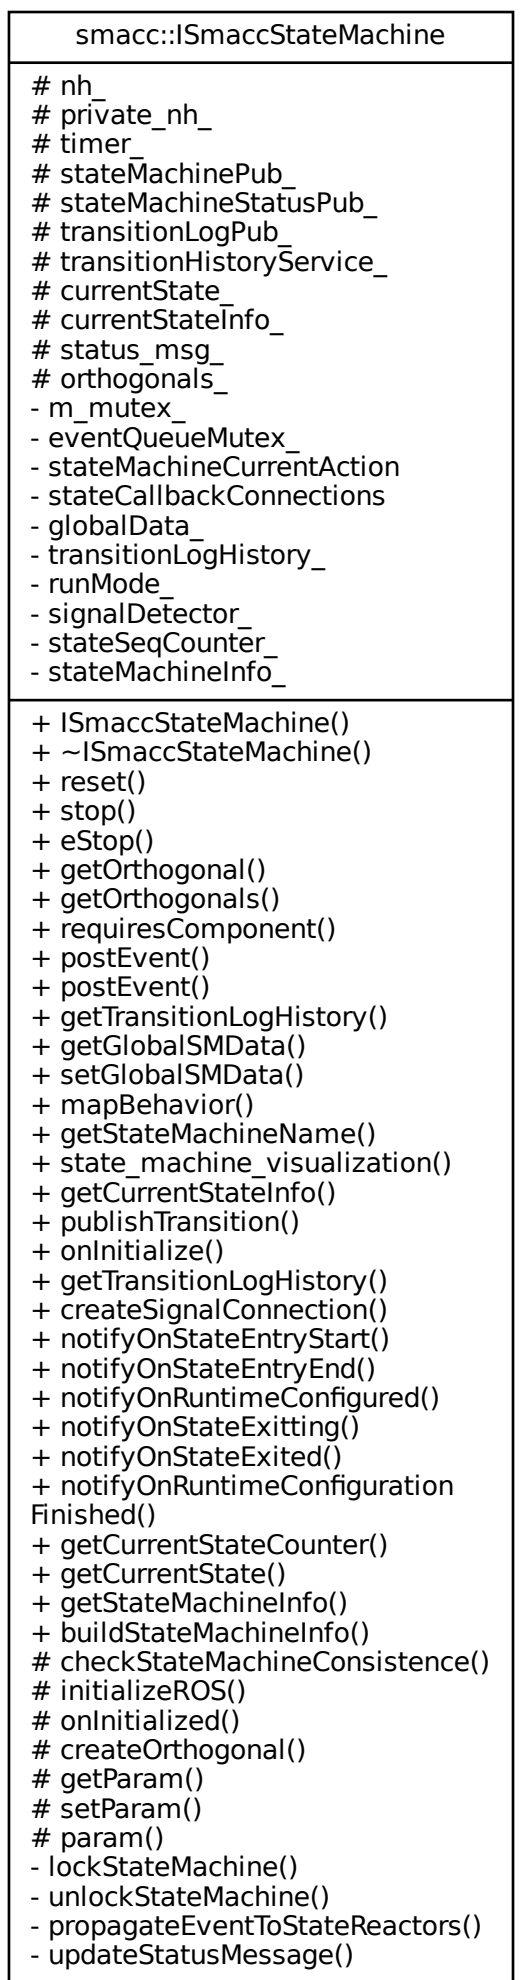 smacc::ISmaccStateMachine
# nh_
# private_nh_
# timer_
# stateMachinePub_
# stateMachineStatusPub_
# transitionLogPub_
# transitionHistoryService_
# currentState_
# currentStateInfo_
# status_msg_
# orthogonals_
- m_mutex_
- eventQueueMutex_
- stateMachineCurrentAction
- stateCallbackConnections
- globalData_
- transitionLogHistory_
- runMode_
- signalDetector_
- stateSeqCounter_
- stateMachineInfo_
+ ISmaccStateMachine()
+ ~ISmaccStateMachine()
+ reset()
+ stop()
+ eStop()
+ getOrthogonal()
+ getOrthogonals()
+ requiresComponent()
+ postEvent()
+ postEvent()
+ getTransitionLogHistory()
+ getGlobalSMData()
+ setGlobalSMData()
+ mapBehavior()
+ getStateMachineName()
+ state_machine_visualization()
+ getCurrentStateInfo()
+ publishTransition()
+ onInitialize()
+ getTransitionLogHistory()
+ createSignalConnection()
+ notifyOnStateEntryStart()
+ notifyOnStateEntryEnd()
+ notifyOnRuntimeConfigured()
+ notifyOnStateExitting()
+ notifyOnStateExited()
+ notifyOnRuntimeConfiguration
Finished()
+ getCurrentStateCounter()
+ getCurrentState()
+ getStateMachineInfo()
+ buildStateMachineInfo()
# checkStateMachineConsistence()
# initializeROS()
# onInitialized()
# createOrthogonal()
# getParam()
# setParam()
# param()
- lockStateMachine()
- unlockStateMachine()
- propagateEventToStateReactors()
- updateStatusMessage()